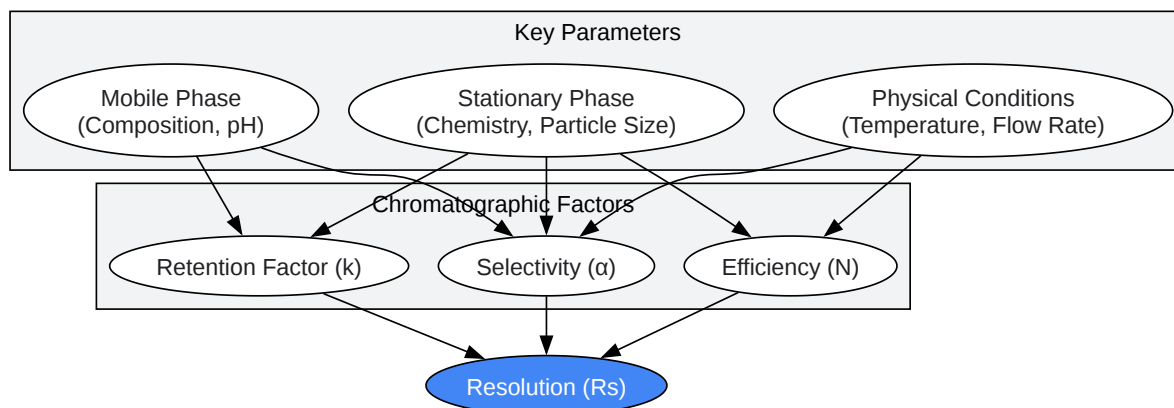 Key Parameters
Mobile Phase
(Composition, pH)
Stationary Phase
(Chemistry, Particle Size)
Physical Conditions
(Temperature, Flow Rate)
Chromatographic Factors
Retention Factor (k)
Selectivity (α)
Efficiency (N)
Resolution (Rs)